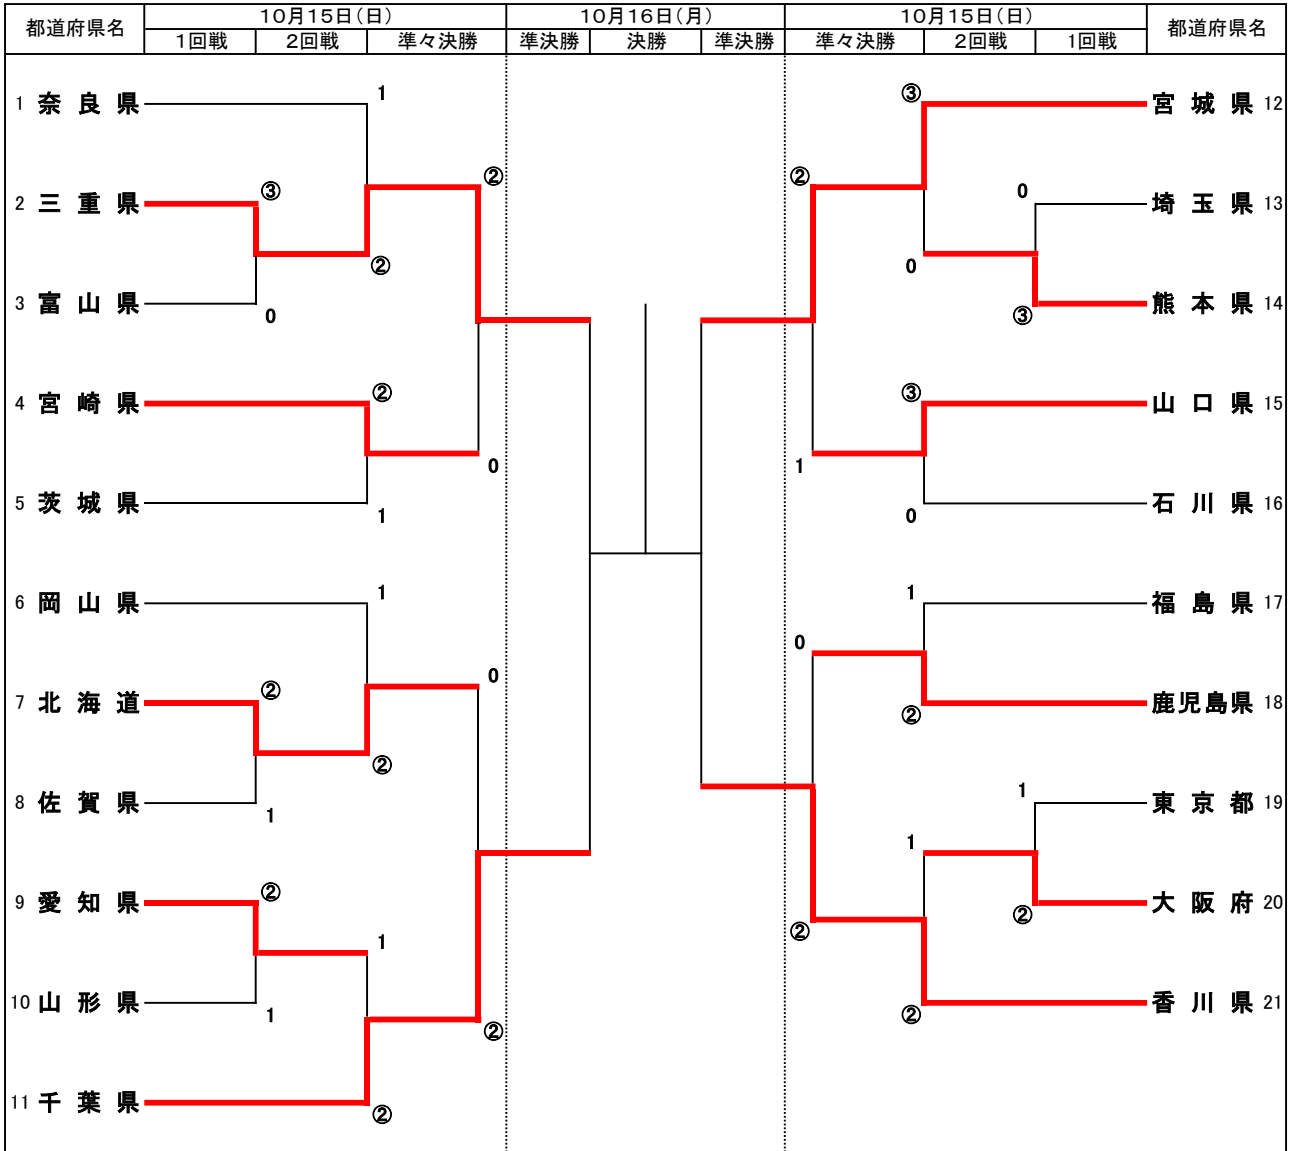 都道府県名 10月15日(日) 10月16日(月) 10月15日(日) 都道府県名
1回戦 2回戦 準々決勝 準決勝 決勝 準決勝 準々決勝 2回戦 1回戦
1 ③
1 奈良県 宮城県 12
② ②
③ 0
2 三重県 埼玉県 13
② 0
3 富山県 熊本県 14
0 ③
② ③
4 宮崎県 山口県 15
0 1
5 茨城県 石川県 16
1 0
1 1
6 岡山県 福島県 17
0 0
②
7 北海道 鹿児島県 18
②
②
1
8 佐賀県 東京都 19
1 1
②
9 愛知県 大阪府 20
②
1 ②
10 山形県 香川県 21
1 ②
②
11 千葉県
②